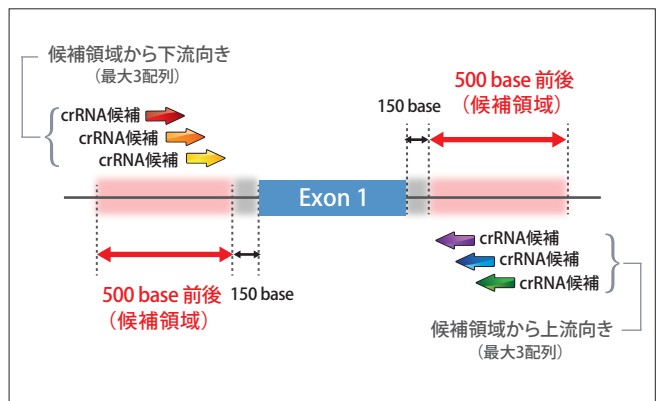 候補領域から下流向き
（最大3配列）
crRNA候補
crRNA候補
crRNA候補
500 base 前後
（候補領域）
150 base
Exon 1
500 base 前後
（候補領域）
150 base
crRNA候補
crRNA候補
crRNA候補
候補領域から上流向き
（最大3配列）